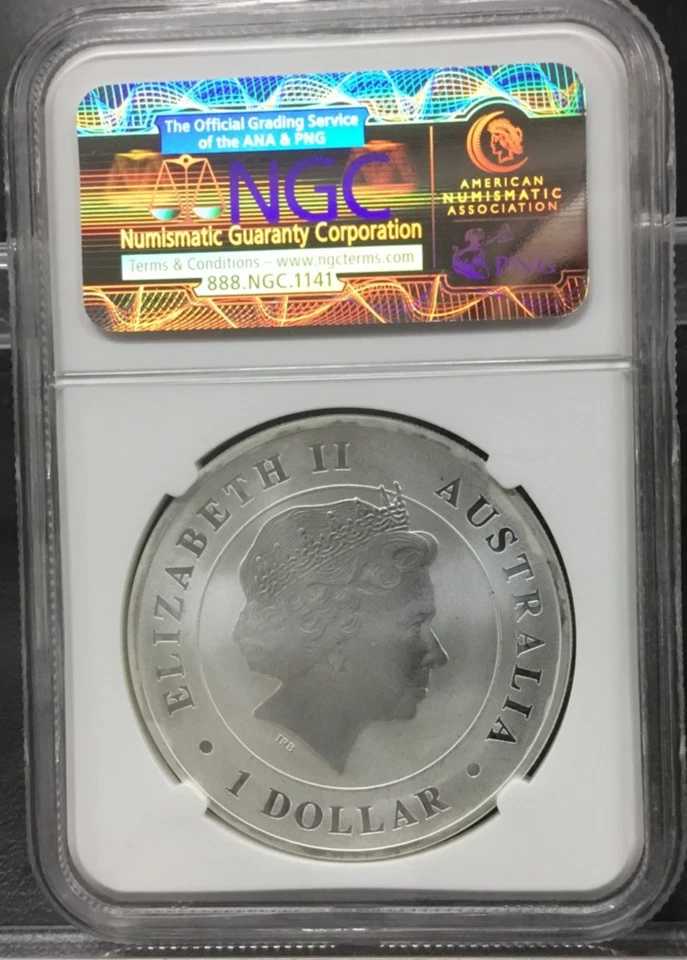 The Official Grading Service
of the ANA & PNG
NGC
Numismatic Guaranty Corporation
Terms & Conditions – www.ngcterms.com
888.NGC.1141
AMERICAN
NUMISMATIC
ASSOCIATION
PNG
ELIZABETH II AUSTRALIA
IRB
• 1 DOLLAR •